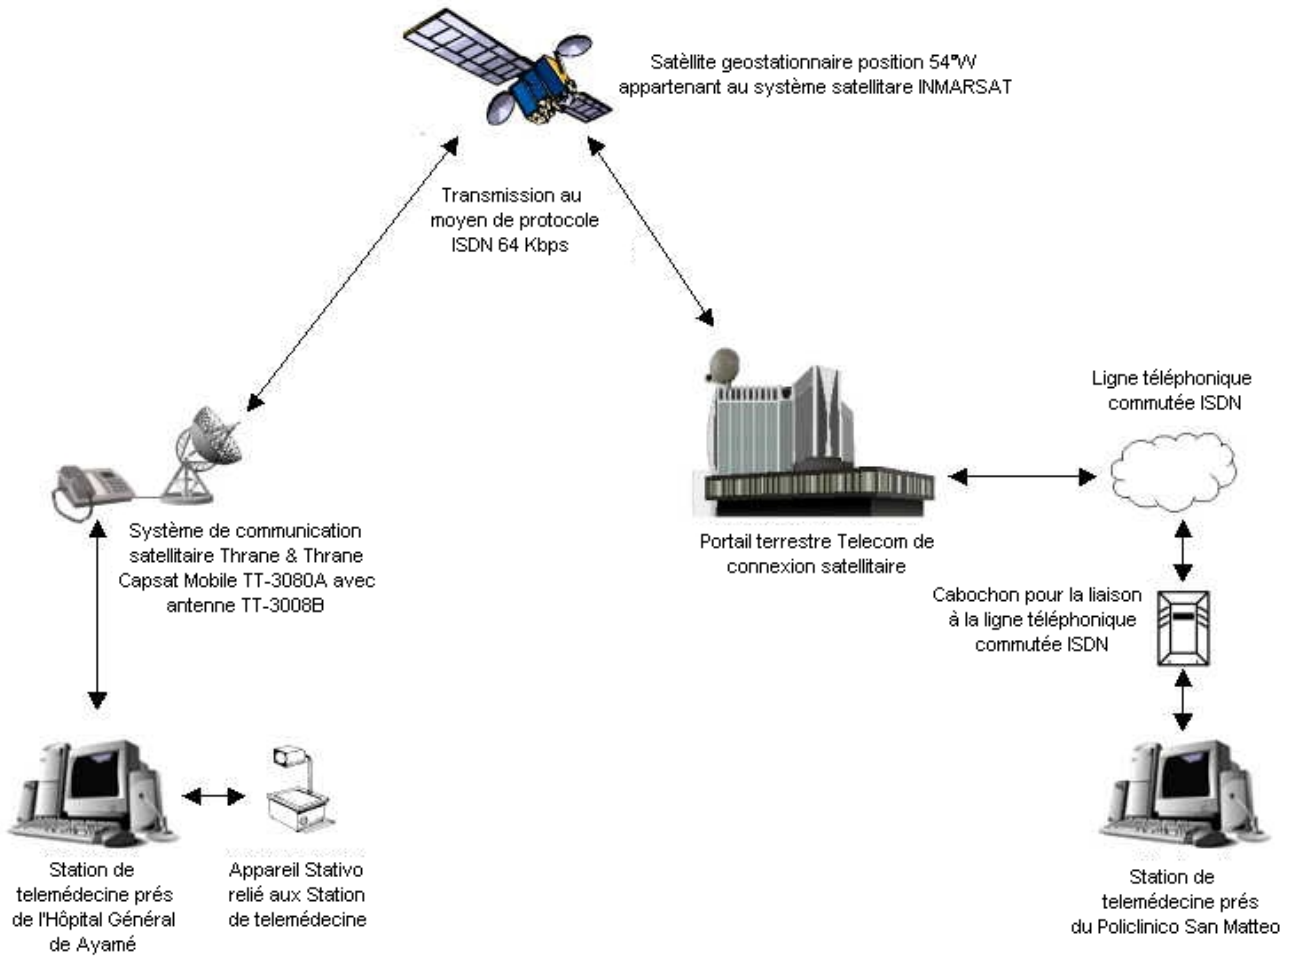 Satèllite geostationnaire position 54°W
appartenant au système satellitare INMARSAT
Transmission au
moyen de protocole
ISDN 64 Kbps
Ligne téléphonique
commutée ISDN
Système de communication
satellitaire Thrane & Thrane
Capsat Mobile TT-3080A avec
antenne TT-3008B
Portail terrestre Telecom de
connexion satellitaire
Cabochon pour la liaison
à la ligne téléphonique
commutée ISDN
Station de
telemédecine prés
de l'Hôpital Général
de Ayamé
Appareil Stativo
relié aux Station
de telemédecine
Station de
telemédecine prés
du Policlinico San Matteo